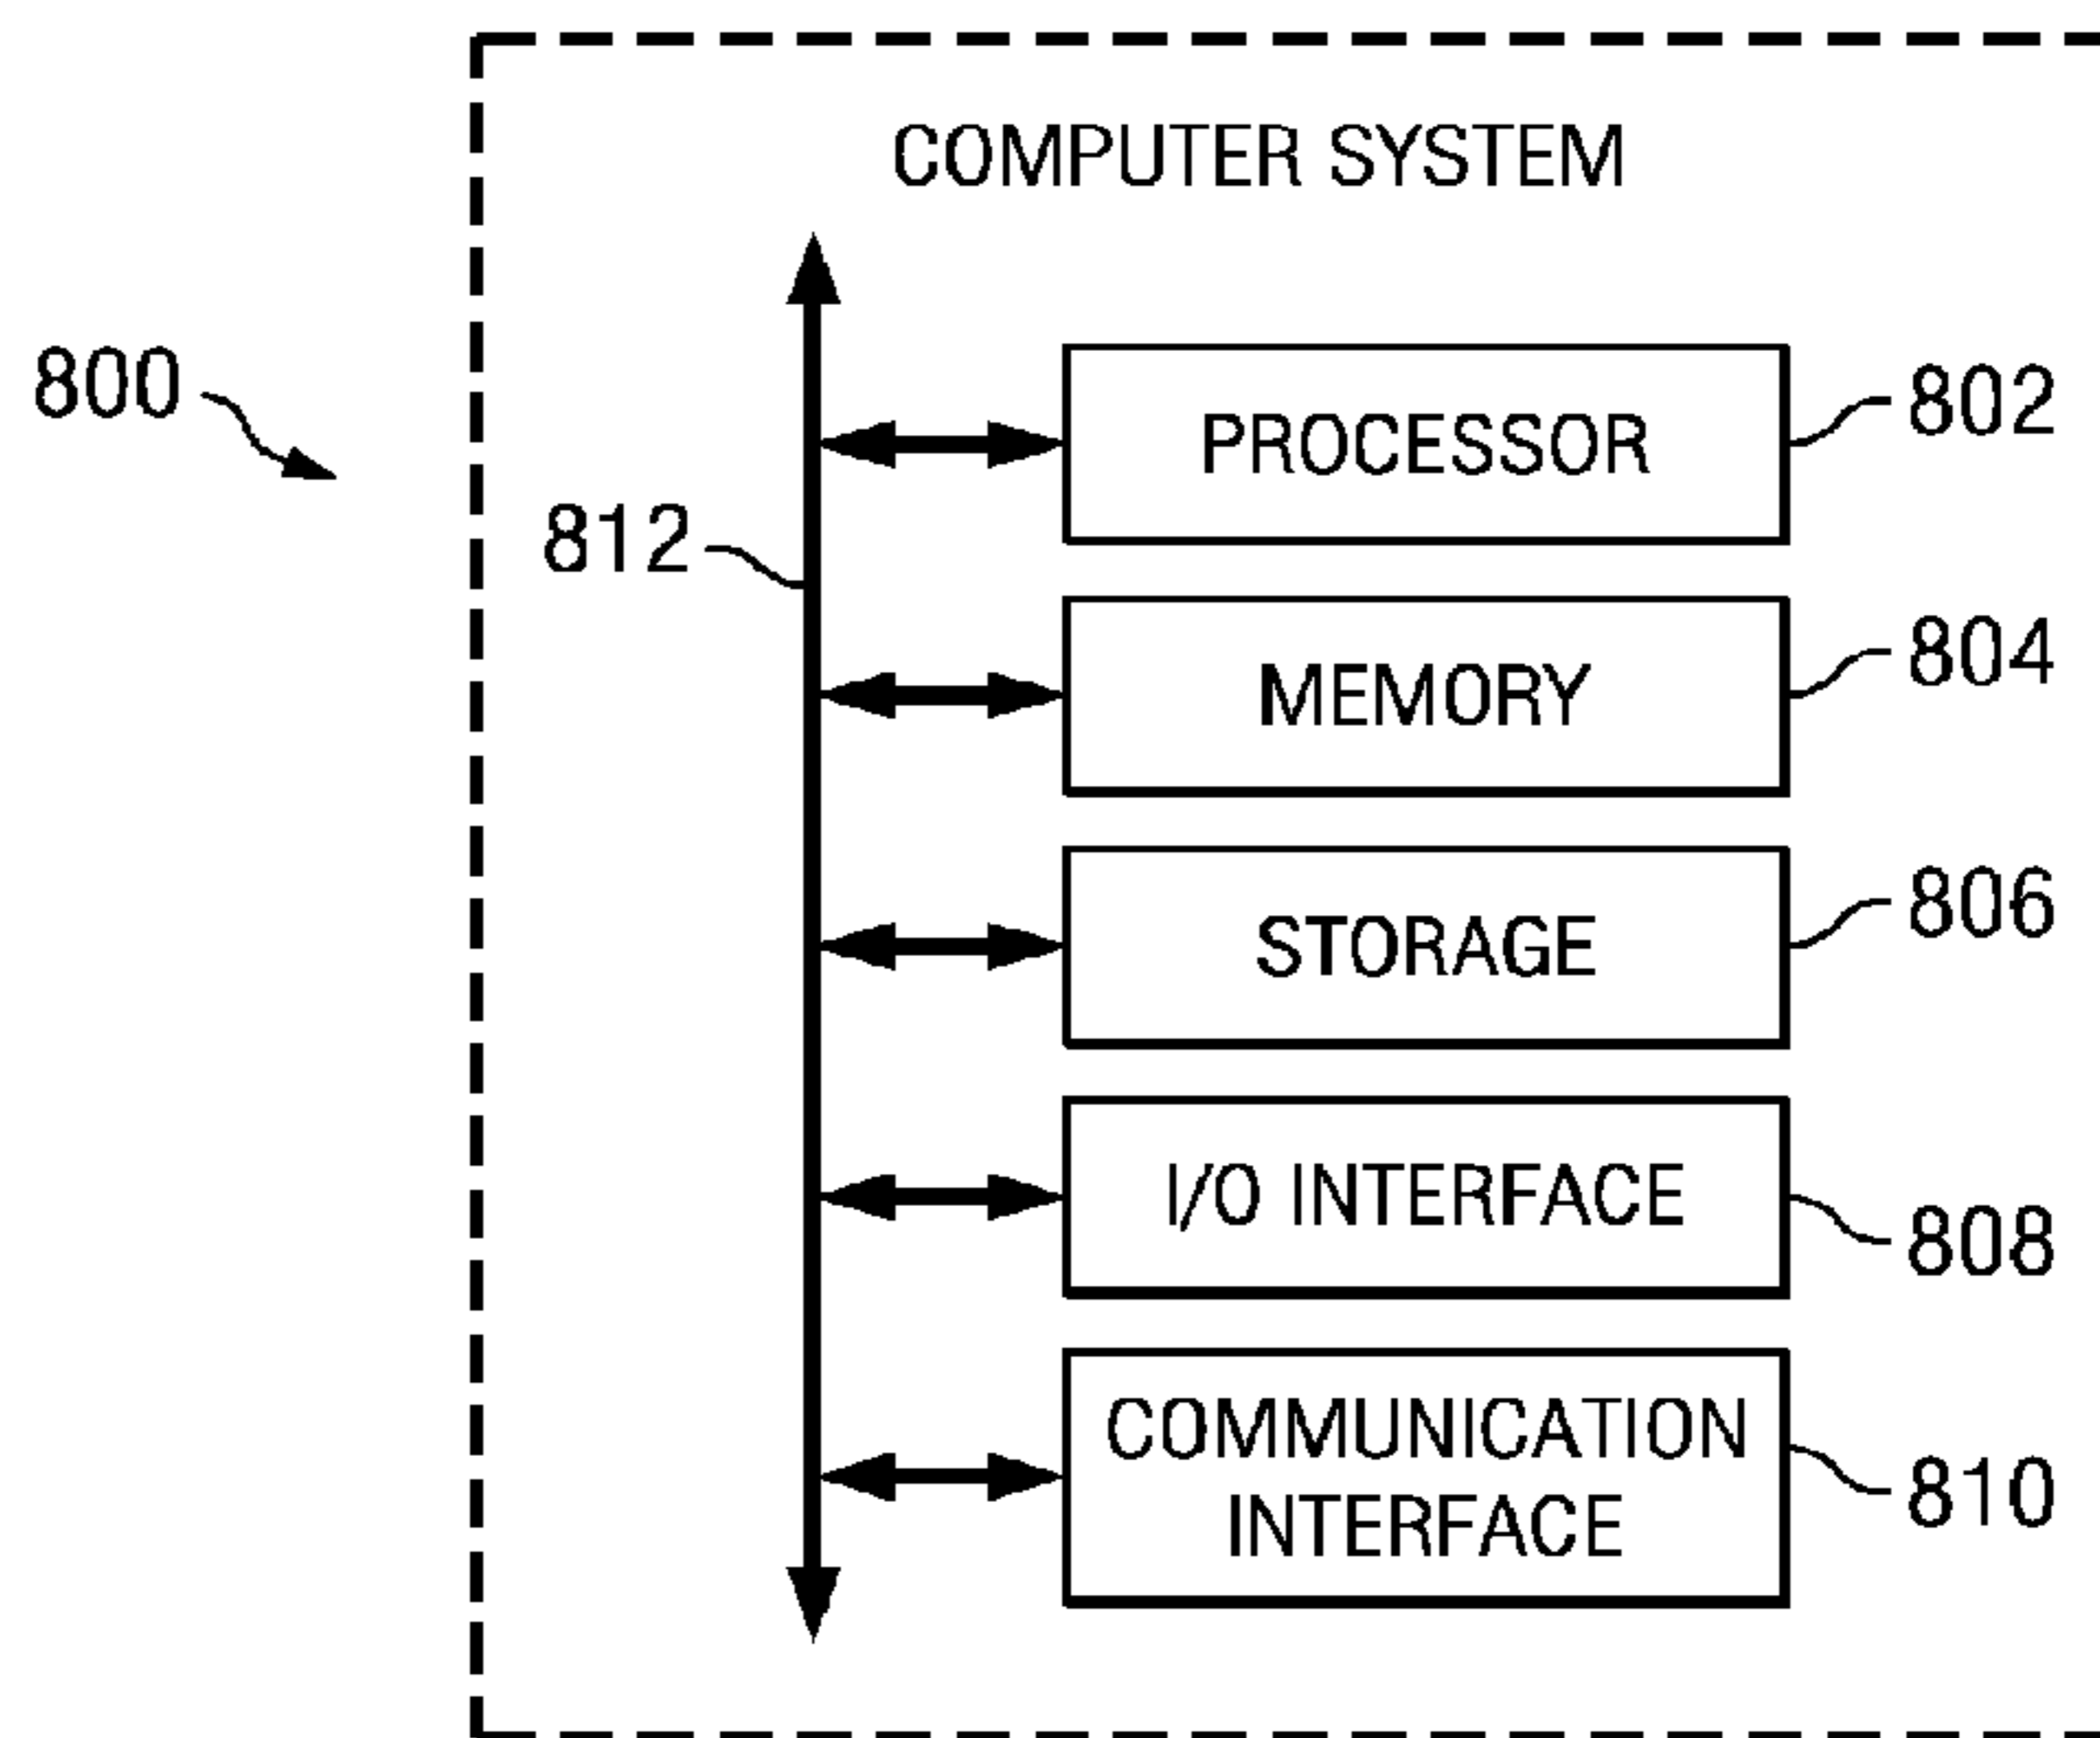 COMPUTER SYSTEM
800
802
PROCESSOR
812
804
MEMORY
806
STORAGE
I/O INTERFACE
808
COMMUNICATION
INTERFACE
810